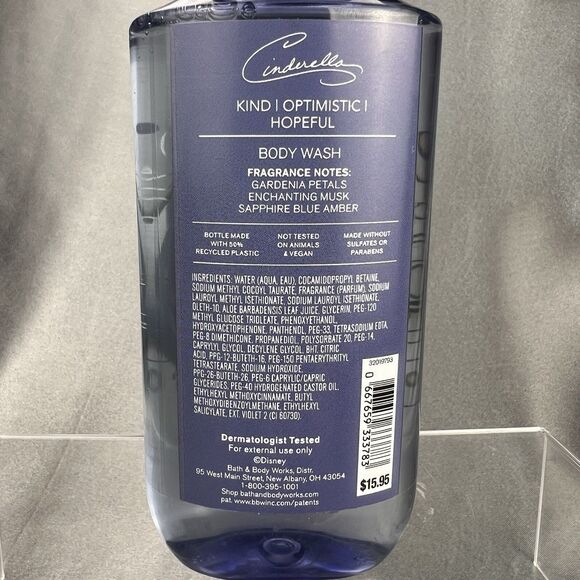 Cinderella
KIND | OPTIMISTIC |
HOPEFUL
BODY WASH
FRAGRANCE NOTES:
GARDENIA PETALS
ENCHANTING MUSK
SAPPHIRE BLUE AMBER
BOTTLE MADE
WITH 50%
RECYCLED PLASTIC
NOT TESTED
ON ANIMALS
& VEGAN
MADE WITHOUT
SULFATES OR
PARABENS
INGREDIENTS: WATER (AQUA, EAU), COCAMIDOPROPYL BETAINE,
SODIUM METHYL COCOYL TAURATE, FRAGRANCE (PARFUM), SODIUM
LAUROYL METHYL ISETHIONATE, SODIUM LAUROYL ISETHIONATE,
OLETH-10, ALOE BARBADENSIS LEAF JUICE, GLYCERIN, PEG-120
METHYL GLUCOSE TRIOLEATE, PHENOXYETHANOL,
HYDROXYACETOPHENONE, PANTHENOL, PEG-33, TETRASODIUM EDTA,
PEG-8 DIMETHICONE, PROPANEDIOL, POLYSORBATE 20, PEG-14,
CAPRYLYL GLYCOL, DECYLENE GLYCOL, BHT, CITRIC
ACID, PPG-12-BUTETH-16, PEG-150 PENTAERYTHRITYL
TETRASTEARATE, SODIUM HYDROXIDE,
PPG-26-BUTETH-26, PEG-6 CAPRYLIC/CAPRIC
GLYCERIDES, PEG-40 HYDROGENATED CASTOR OIL,
ETHYLHEXYL METHOXYCINNAMATE, BUTYL
METHOXYDIBENZOYLMETHANE, ETHYLHEXYL
SALICYLATE, EXT. VIOLET 2 (CI 60730).
32019793
0 667659 333783
$15.95
Dermatologist Tested
For external use only
©Disney
Bath & Body Works, Distr.
95 West Main Street, New Albany, OH 43054
1-800-395-1001
Shop bathandbodyworks.com
pat. www.bbwinc.com/patents